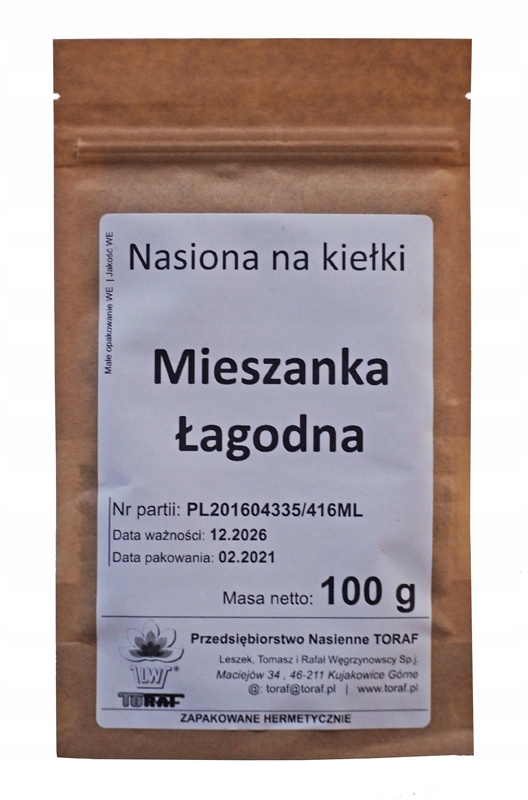 Małe opakowanie WE | Jakość WE
Nasiona na kiełki
Mieszanka
Łagodna
Nr partii: PL201604335/416ML
Data ważności: 12.2026
Data pakowania: 02.2021
Masa netto: 100 g
LWT
TORAF
Przedsiębiorstwo Nasienne TORAF
Leszek, Tomasz i Rafał Węgrzynowscy Sp.j.
Maciejów 34 , 46-211 Kujakowice Górne
@: toraf@toraf.pl | www.toraf.pl
ZAPAKOWANE HERMETYCZNIE